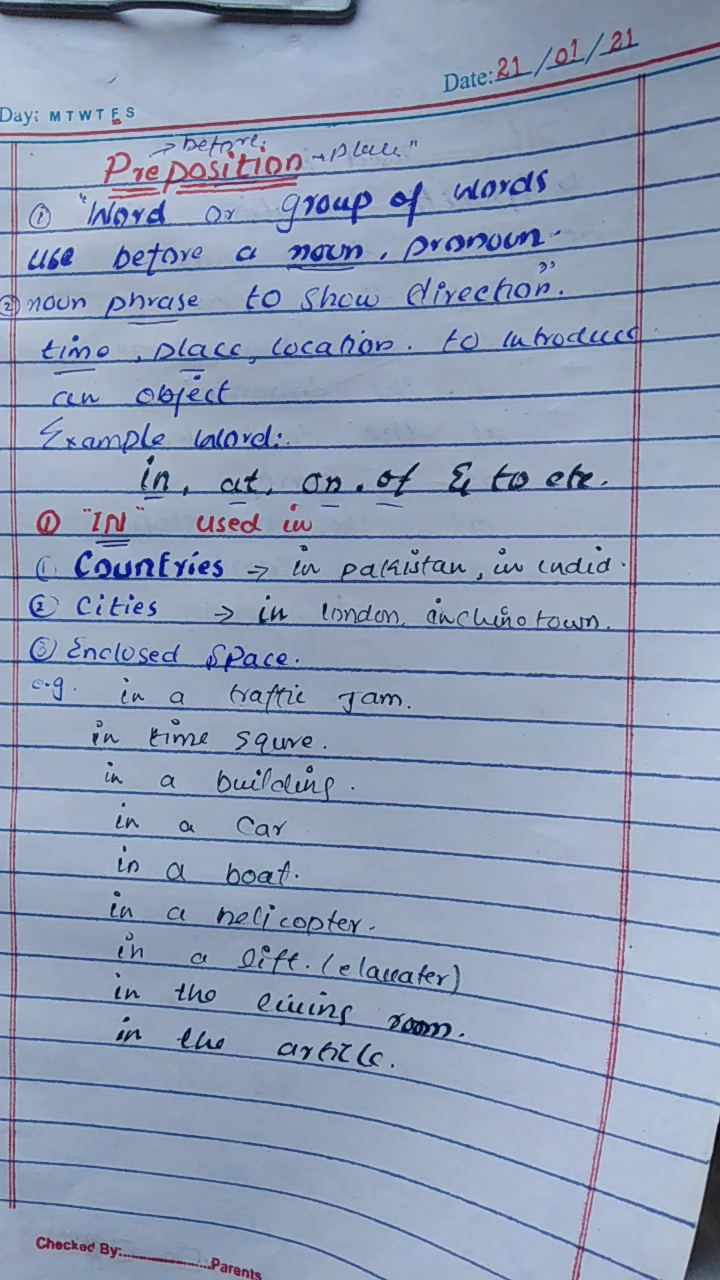 Date: 21/01/21
Day: M T W T F S
→ before. → place"
Preposition
① "Word or group of words
use before a noun, pronoun.
② noun phrase to show direction."
time, place, location. to introduce
an object
Example Word:.
in, at, on, of & to etc.
① "IN" used in
① Countries → in pakistan, in india.
② Cities → in london, in china town.
③ Enclosed Space.
e.g. in a traffic Jam.
in time squre.
in a building.
in a Car
in a boat.
in a helicopter.
in a lift. (elauater)
in the living room.
in the article.
Checked By:..................Parents